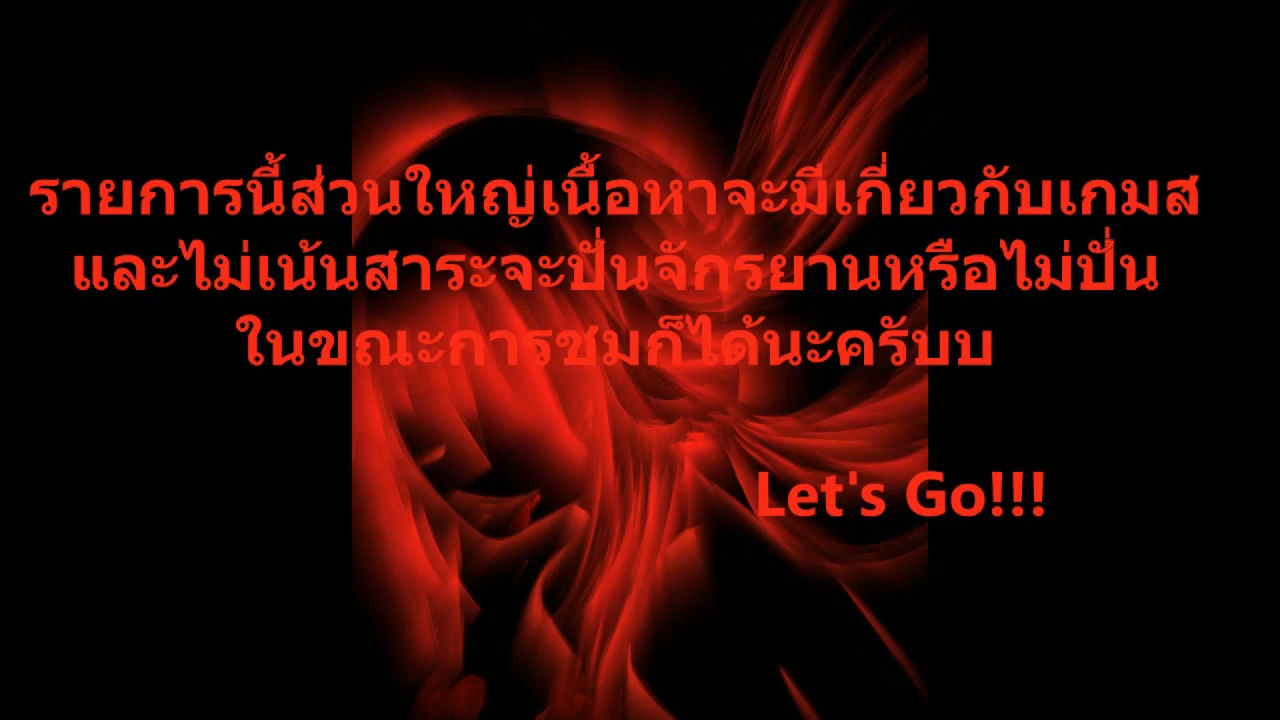 รายการนี้ส่วนใหญ่เนื้อหาจะมีเกี่ยวกับเกมส
และไม่เน้นสาระจะปั่นจักรยานหรือไม่ปั่น
ในขณะการชมก็ได้นะครับบ
Let's Go!!!